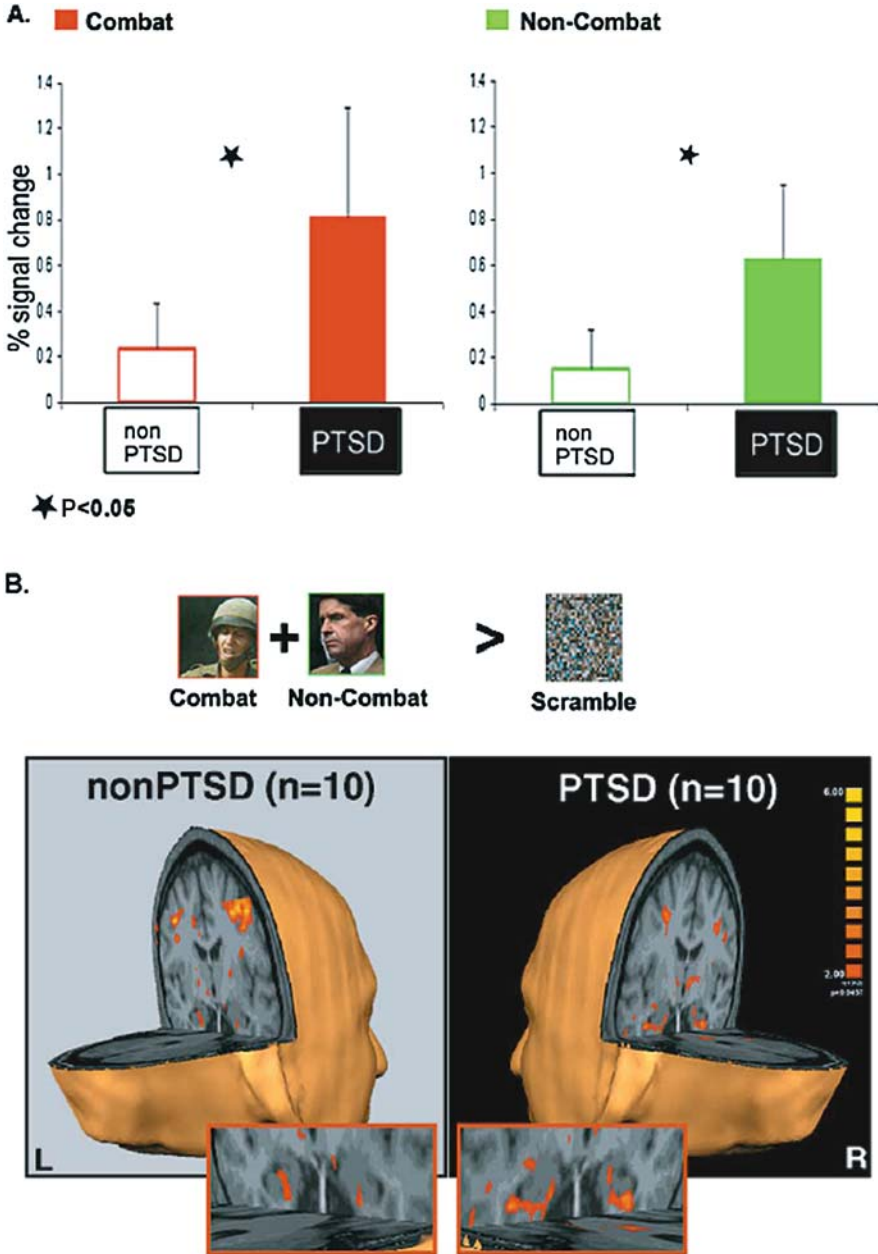 A.
Combat
Non-Combat
% signal change
1.4
1.2
1
0.8
0.6
0.4
0.2
0
non
PTSD
PTSD
1.4
1.2
1
0.8
0.6
0.4
0.2
0
non
PTSD
PTSD
★ P<0.05
B.
+
>
Combat
Non-Combat
Scramble
nonPTSD (n=10)
PTSD (n=10)
6.00
2.00
L
R